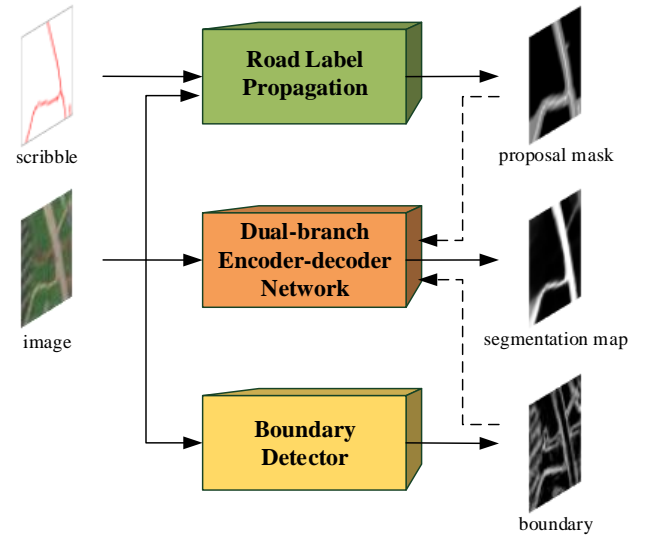 Road Label
Propagation
scribble
proposal mask
Dual-branch
Encoder-decoder
Network
image
segmentation map
Boundary
Detector
boundary